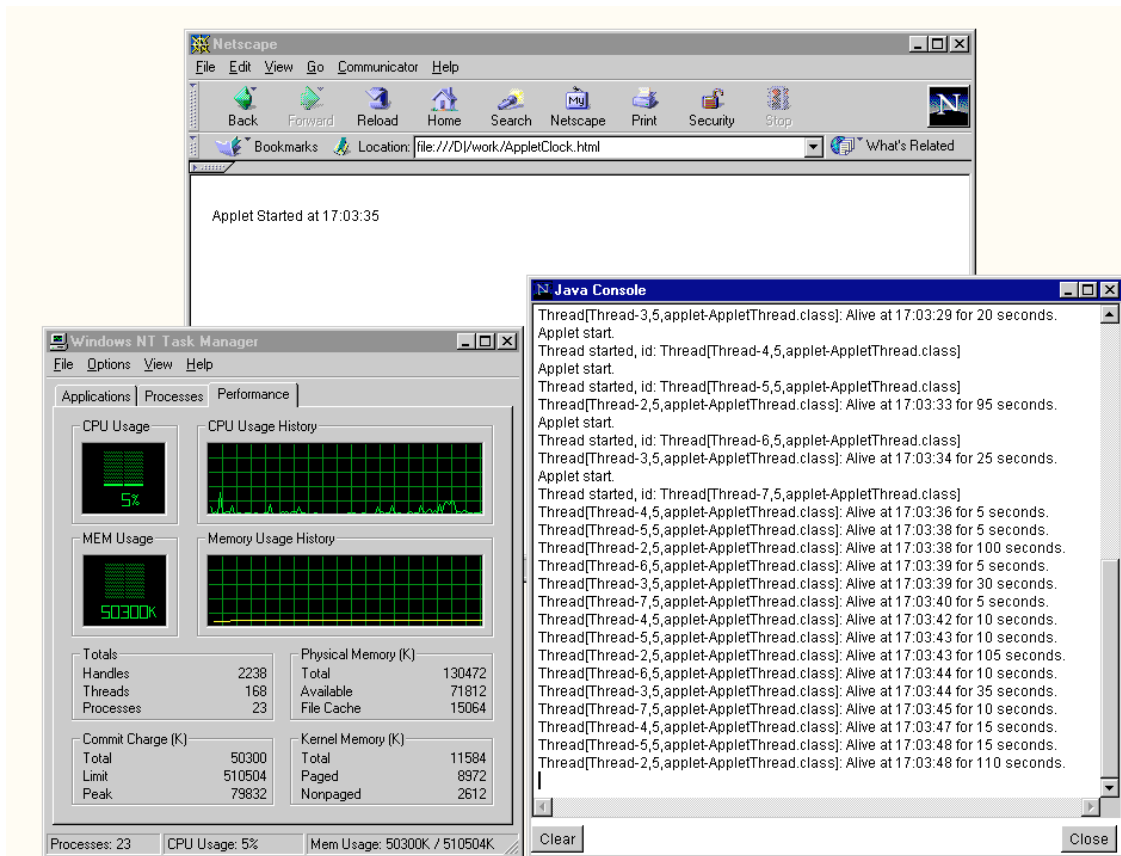 Netscape
File Edit View Go Communicator Help
My
N
Back Forward Reload Home Search Netscape Print Security Stop
Bookmarks Location: file:///D|/work/AppletClock.html What's Related
Applet Started at 17:03:35
Windows NT Task Manager
File Options View Help
Applications Processes Performance
CPU Usage CPU Usage History
5%
MEM Usage Memory Usage History
50300K
Totals
Handles 2238
Threads 168
Processes 23
Physical Memory (K)
Total 130472
Available 71812
File Cache 15064
Commit Charge (K)
Total 50300
Limit 510504
Peak 79832
Kernel Memory (K)
Total 11584
Paged 8972
Nonpaged 2612
Processes: 23 CPU Usage: 5% Mem Usage: 50300K / 510504K
N Java Console
Thread[Thread-3,5,applet-AppletThread.class]: Alive at 17:03:29 for 20 seconds.
Applet start.
Thread started, id: Thread[Thread-4,5,applet-AppletThread.class]
Applet start.
Thread started, id: Thread[Thread-5,5,applet-AppletThread.class]
Thread[Thread-2,5,applet-AppletThread.class]: Alive at 17:03:33 for 95 seconds.
Applet start.
Thread started, id: Thread[Thread-6,5,applet-AppletThread.class]
Thread[Thread-3,5,applet-AppletThread.class]: Alive at 17:03:34 for 25 seconds.
Applet start.
Thread started, id: Thread[Thread-7,5,applet-AppletThread.class]
Thread[Thread-4,5,applet-AppletThread.class]: Alive at 17:03:36 for 5 seconds.
Thread[Thread-5,5,applet-AppletThread.class]: Alive at 17:03:38 for 5 seconds.
Thread[Thread-2,5,applet-AppletThread.class]: Alive at 17:03:38 for 100 seconds.
Thread[Thread-6,5,applet-AppletThread.class]: Alive at 17:03:39 for 5 seconds.
Thread[Thread-3,5,applet-AppletThread.class]: Alive at 17:03:39 for 30 seconds.
Thread[Thread-7,5,applet-AppletThread.class]: Alive at 17:03:40 for 5 seconds.
Thread[Thread-4,5,applet-AppletThread.class]: Alive at 17:03:42 for 10 seconds.
Thread[Thread-5,5,applet-AppletThread.class]: Alive at 17:03:43 for 10 seconds.
Thread[Thread-2,5,applet-AppletThread.class]: Alive at 17:03:43 for 105 seconds.
Thread[Thread-6,5,applet-AppletThread.class]: Alive at 17:03:44 for 10 seconds.
Thread[Thread-3,5,applet-AppletThread.class]: Alive at 17:03:44 for 35 seconds.
Thread[Thread-7,5,applet-AppletThread.class]: Alive at 17:03:45 for 10 seconds.
Thread[Thread-4,5,applet-AppletThread.class]: Alive at 17:03:47 for 15 seconds.
Thread[Thread-5,5,applet-AppletThread.class]: Alive at 17:03:48 for 15 seconds.
Thread[Thread-2,5,applet-AppletThread.class]: Alive at 17:03:48 for 110 seconds.
Clear Close